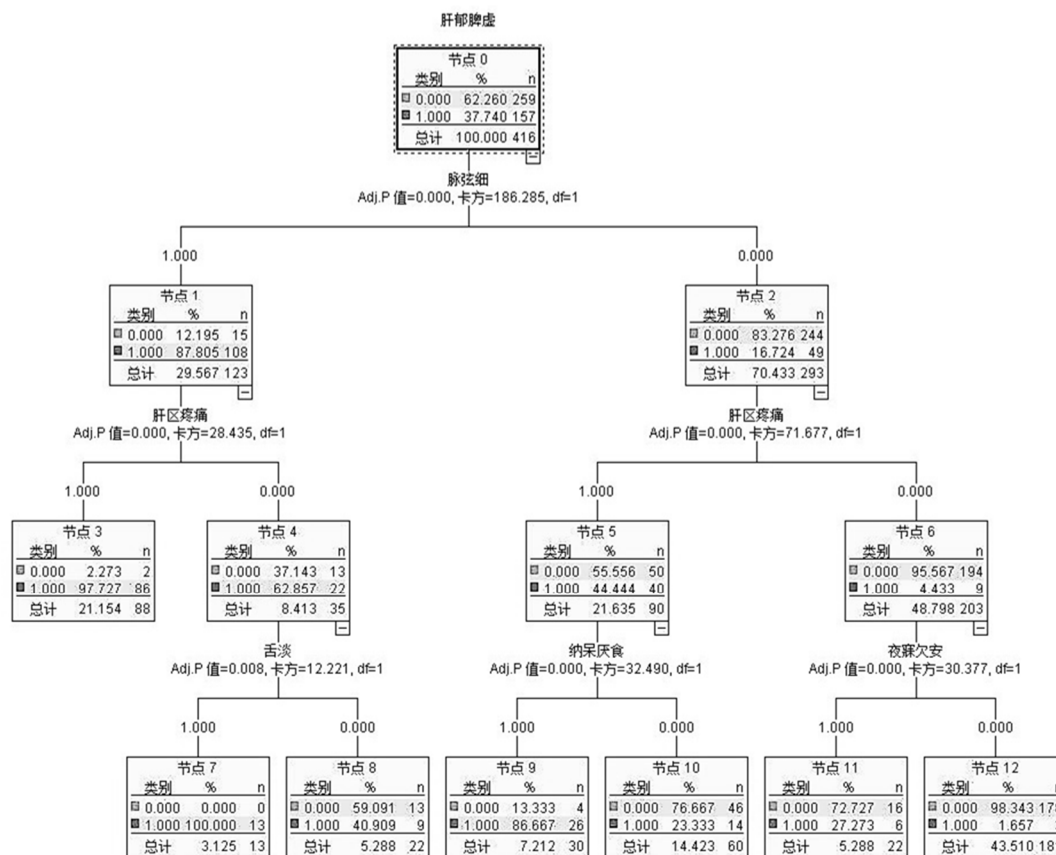 肝郁脾虚
节点 0
类别 % n
0.000 62.260 259
1.000 37.740 157
总计 100.000 416
脉弦细
Adj.P 值=0.000, 卡方=186.285, df=1
1.000
0.000
节点 1
类别 % n
0.000 12.195 15
1.000 87.805 108
总计 29.567 123
节点 2
类别 % n
0.000 83.276 244
1.000 16.724 49
总计 70.433 293
肝区疼痛
Adj.P 值=0.000, 卡方=28.435, df=1
肝区疼痛
Adj.P 值=0.000, 卡方=71.677, df=1
1.000
0.000
1.000
0.000
节点 3
类别 % n
0.000 2.273 2
1.000 97.727 86
总计 21.154 88
节点 4
类别 % n
0.000 37.143 13
1.000 62.857 22
总计 8.413 35
节点 5
类别 % n
0.000 55.556 50
1.000 44.444 40
总计 21.635 90
节点 6
类别 % n
0.000 95.567 194
1.000 4.433 9
总计 48.798 203
舌淡
Adj.P 值=0.008, 卡方=12.221, df=1
纳呆厌食
Adj.P 值=0.000, 卡方=32.490, df=1
夜寐欠安
Adj.P 值=0.000, 卡方=30.377, df=1
1.000
0.000
1.000
0.000
1.000
0.000
节点 7
类别 % n
0.000 0.000 0
1.000 100.000 13
总计 3.125 13
节点 8
类别 % n
0.000 59.091 13
1.000 40.909 9
总计 5.288 22
节点 9
类别 % n
0.000 13.333 4
1.000 86.667 26
总计 7.212 30
节点 10
类别 % n
0.000 76.667 46
1.000 23.333 14
总计 14.423 60
节点 11
类别 % n
0.000 72.727 16
1.000 27.273 6
总计 5.288 22
节点 12
类别 %
0.000 98.343
1.000 1.657
总计 43.510